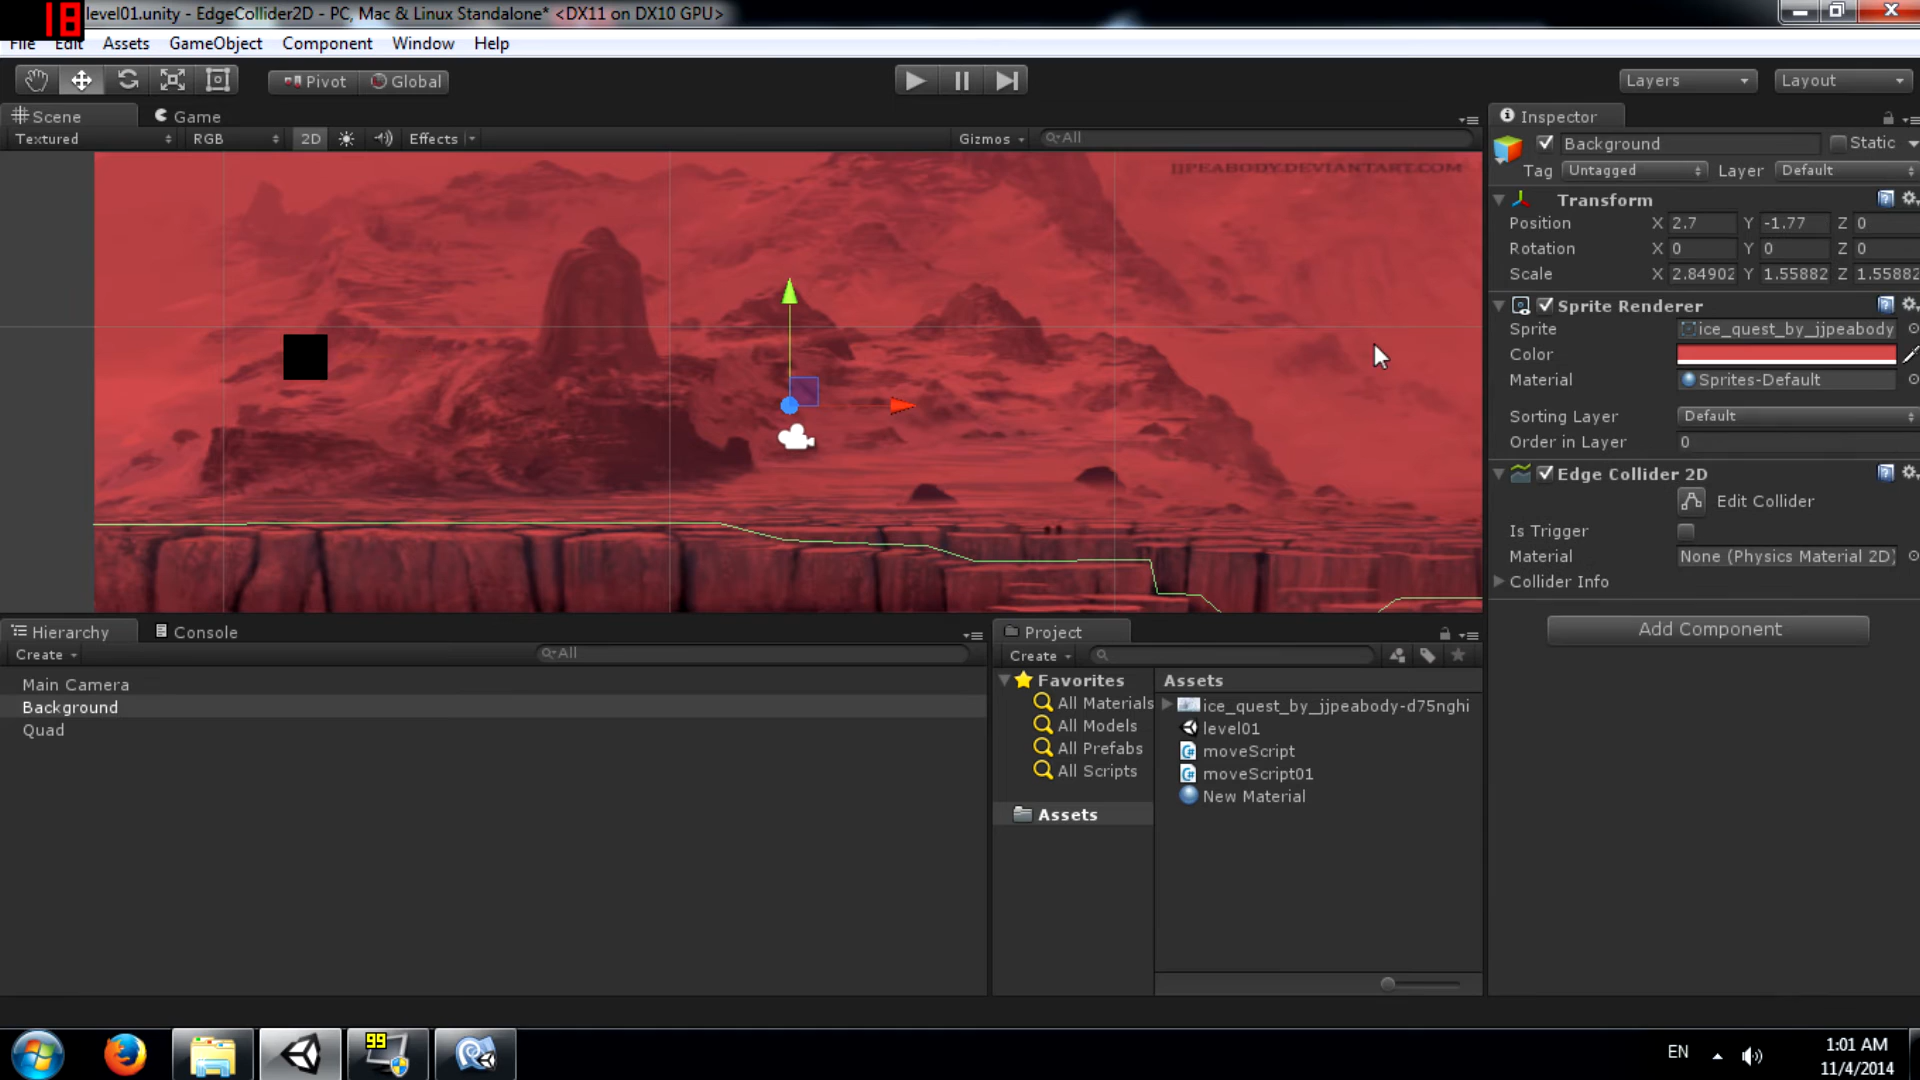 18
level01.unity - EdgeCollider2D - PC, Mac & Linux Standalone* <DX11 on DX10 GPU>
File Edit Assets GameObject Component Window Help
Pivot Global Layers Layout
Scene Game
Textured RGB 2D Effects Gizmos All
JJPEABODY.DEVIANTART.COM
Inspector
Background Static
Tag Untagged Layer Default
Transform
Position X 2.7 Y -1.77 Z 0
Rotation X 0 Y 0 Z 0
Scale X 2.84902 Y 1.55882 Z 1.55882
Sprite Renderer
Sprite ice_quest_by_jjpeabody
Color
Material Sprites-Default
Sorting Layer Default
Order in Layer 0
Edge Collider 2D
Edit Collider
Is Trigger
Material None (Physics Material 2D)
Collider Info
Add Component
Hierarchy Console
Create All
Main Camera
Background
Quad
Project
Create
Favorites
All Materials
All Models
All Prefabs
All Scripts
Assets
Assets
ice_quest_by_jjpeabody-d75nghi
level01
moveScript
moveScript01
New Material
99
EN
1:01 AM
11/4/2014